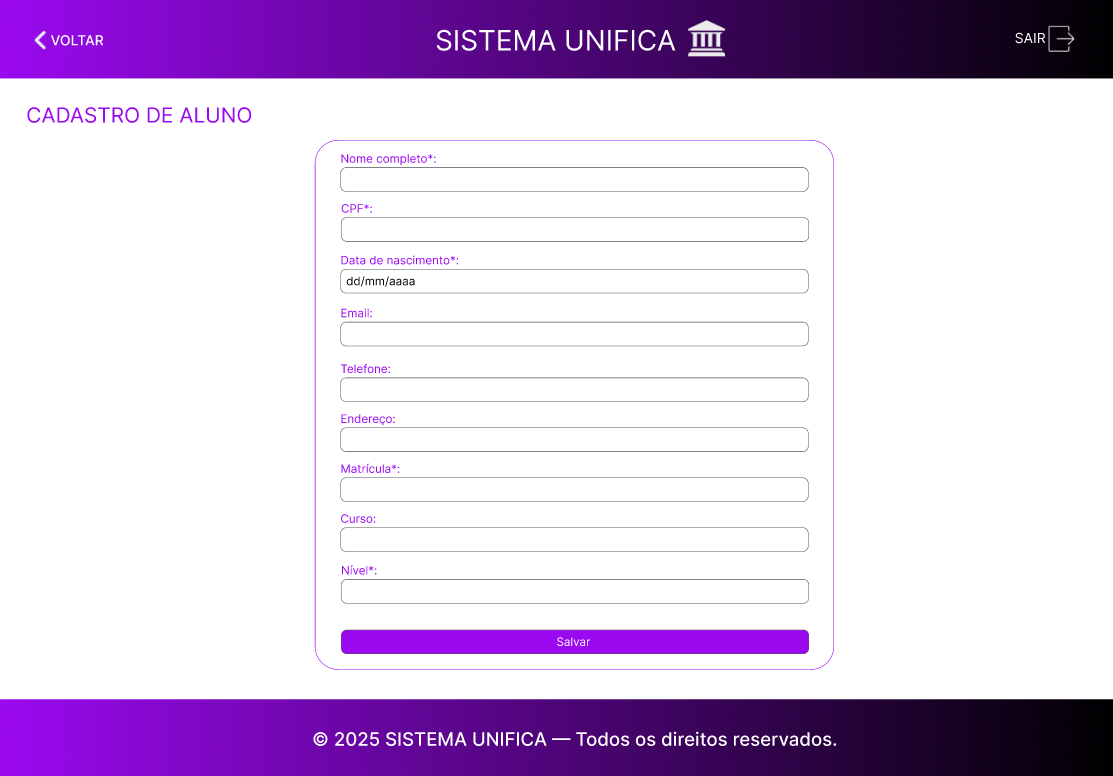 VOLTAR
SISTEMA UNIFICA
SAIR
CADASTRO DE ALUNO
Nome completo*:
CPF*:
Data de nascimento*:
dd/mm/aaaa
Email:
Telefone:
Endereço:
Matrícula*:
Curso:
Nível*:
Salvar
© 2025 SISTEMA UNIFICA — Todos os direitos reservados.